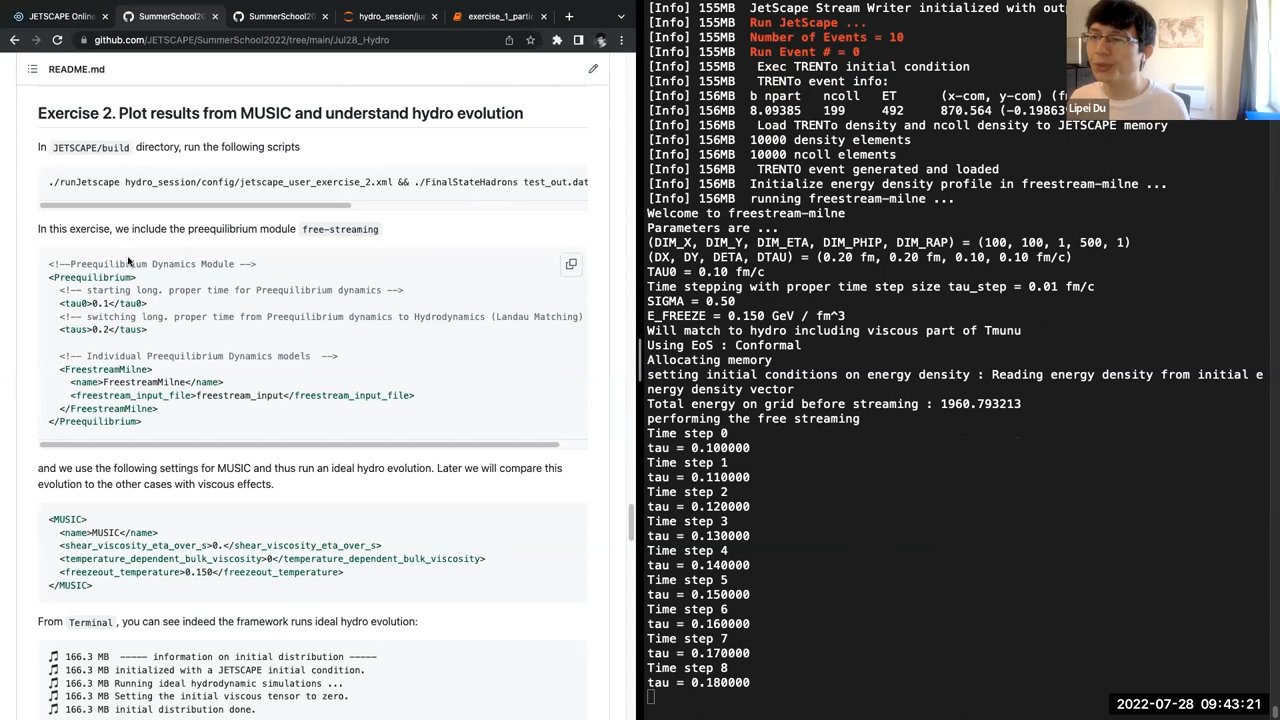 JETSCAPE Online
SummerSchool20
SummerSchool20
hydro_session/ju
exercise_1_partic
github.com/JETSCAPE/SummerSchool2022/tree/main/Jul28_Hydro
README.md
Exercise 2. Plot results from MUSIC and understand hydro evolution
In JETSCAPE/build directory, run the following scripts
./runJetscape hydro_session/config/jetscape_user_exercise_2.xml && ./FinalStateHadrons test_out.dat
In this exercise, we include the preequilibrium module free-streaming
<!--Preequilibrium Dynamics Module -->
<Preequilibrium>
<!-- starting long. proper time for Preequilibrium dynamics -->
<tau0>0.1</tau0>
<!-- switching long. proper time from Preequilibrium dynamics to Hydrodynamics (Landau Matching)
<taus>0.2</taus>
<!-- Individual Preequilibrium Dynamics models  -->
<FreestreamMilne>
<name>FreestreamMilne</name>
<freestream_input_file>freestream_input</freestream_input_file>
</FreestreamMilne>
</Preequilibrium>
and we use the following settings for MUSIC and thus run an ideal hydro evolution. Later we will compare this
evolution to the other cases with viscous effects.
<MUSIC>
<name>MUSIC</name>
<shear_viscosity_eta_over_s>0.</shear_viscosity_eta_over_s>
<temperature_dependent_bulk_viscosity>0</temperature_dependent_bulk_viscosity>
<freezeout_temperature>0.150</freezeout_temperature>
</MUSIC>
From Terminal, you can see indeed the framework runs ideal hydro evolution:
166.3 MB  ----- information on initial distribution -----
166.3 MB initialized with a JETSCAPE initial condition.
166.3 MB Running ideal hydrodynamic simulations ...
166.3 MB Setting the initial viscous tensor to zero.
166.3 MB initial distribution done.
[Info] 155MB  JetScape Stream Writer initialized with outp
[Info] 155MB  Run JetScape ...
[Info] 155MB  Number of Events = 10
[Info] 155MB  Run Event # = 0
[Info] 155MB   Exec TRENTo initial condition
[Info] 155MB   TRENTo event info:
[Info] 156MB  b npart   ncoll   ET      (x-com, y-com) (f
[Info] 156MB  8.09385   199     492     870.564 (-0.19863
[Info] 156MB   Load TRENTo density and ncoll density to JETSCAPE memory
[Info] 156MB  10000 density elements
[Info] 156MB  10000 ncoll elements
[Info] 156MB   TRENTO event generated and loaded
[Info] 156MB  Initialize energy density profile in freestream-milne ...
[Info] 156MB  running freestream-milne ...
Welcome to freestream-milne
Parameters are ...
(DIM_X, DIM_Y, DIM_ETA, DIM_PHIP, DIM_RAP) = (100, 100, 1, 500, 1)
(DX, DY, DETA, DTAU) = (0.20 fm, 0.20 fm, 0.10, 0.10 fm/c)
TAU0 = 0.10 fm/c
Time stepping with proper time step size tau_step = 0.01 fm/c
SIGMA = 0.50
E_FREEZE = 0.150 GeV / fm^3
Will match to hydro including viscous part of Tmunu
Using EoS : Conformal
Allocating memory
setting initial conditions on energy density : Reading energy density from initial e
nergy density vector
Total energy on grid before streaming : 1960.793213
performing the free streaming
Time step 0
tau = 0.100000
Time step 1
tau = 0.110000
Time step 2
tau = 0.120000
Time step 3
tau = 0.130000
Time step 4
tau = 0.140000
Time step 5
tau = 0.150000
Time step 6
tau = 0.160000
Time step 7
tau = 0.170000
Time step 8
tau = 0.180000
Lipei Du
2022-07-28 09:43:21